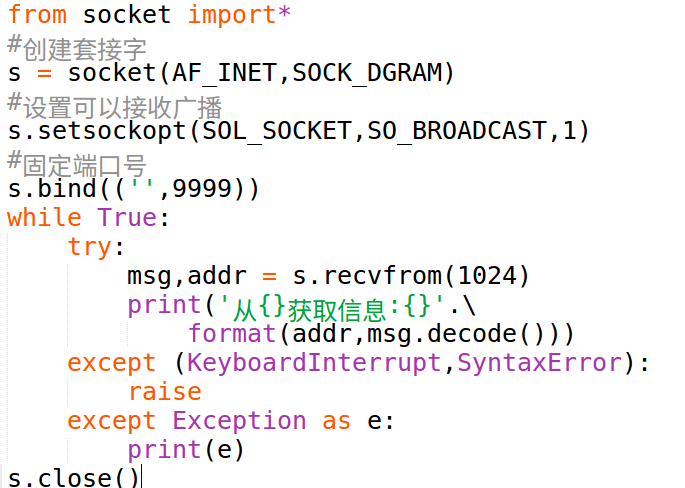 from socket import*
#创建套接字
s = socket(AF_INET,SOCK_DGRAM)
#设置可以接收广播
s.setsockopt(SOL_SOCKET,SO_BROADCAST,1)
#固定端口号
s.bind(('',9999))
while True:
    try:
        msg,addr = s.recvfrom(1024)
        print('从{}获取信息:{}'.\
            format(addr,msg.decode()))
    except (KeyboardInterrupt,SyntaxError):
        raise
    except Exception as e:
        print(e)
s.close()